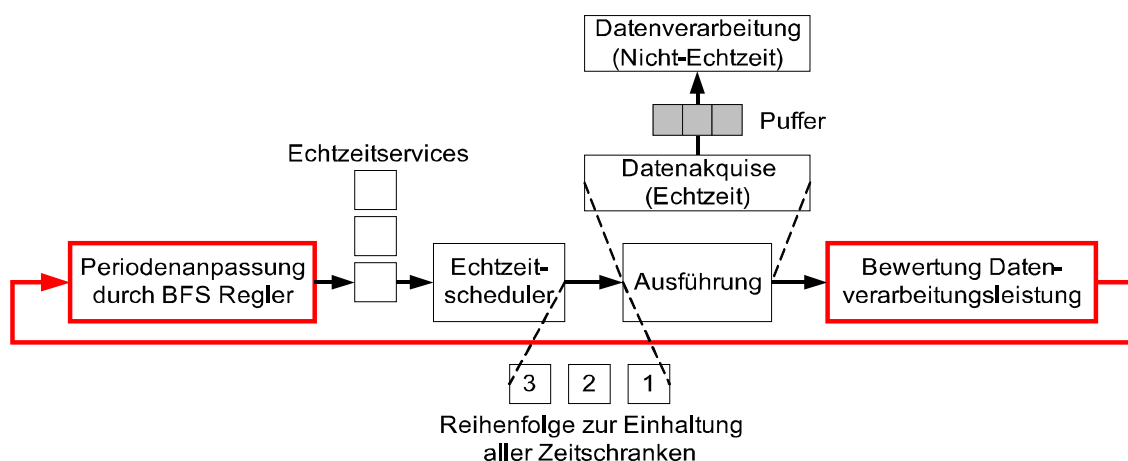 Datenverarbeitung
(Nicht-Echtzeit)
Puffer
Echtzeitservices
Datenakquise
(Echtzeit)
Periodenanpassung
durch BFS Regler
Echtzeit-
scheduler
Ausführung
Bewertung Daten-
verarbeitungsleistung
3 2 1
Reihenfolge zur Einhaltung
aller Zeitschranken